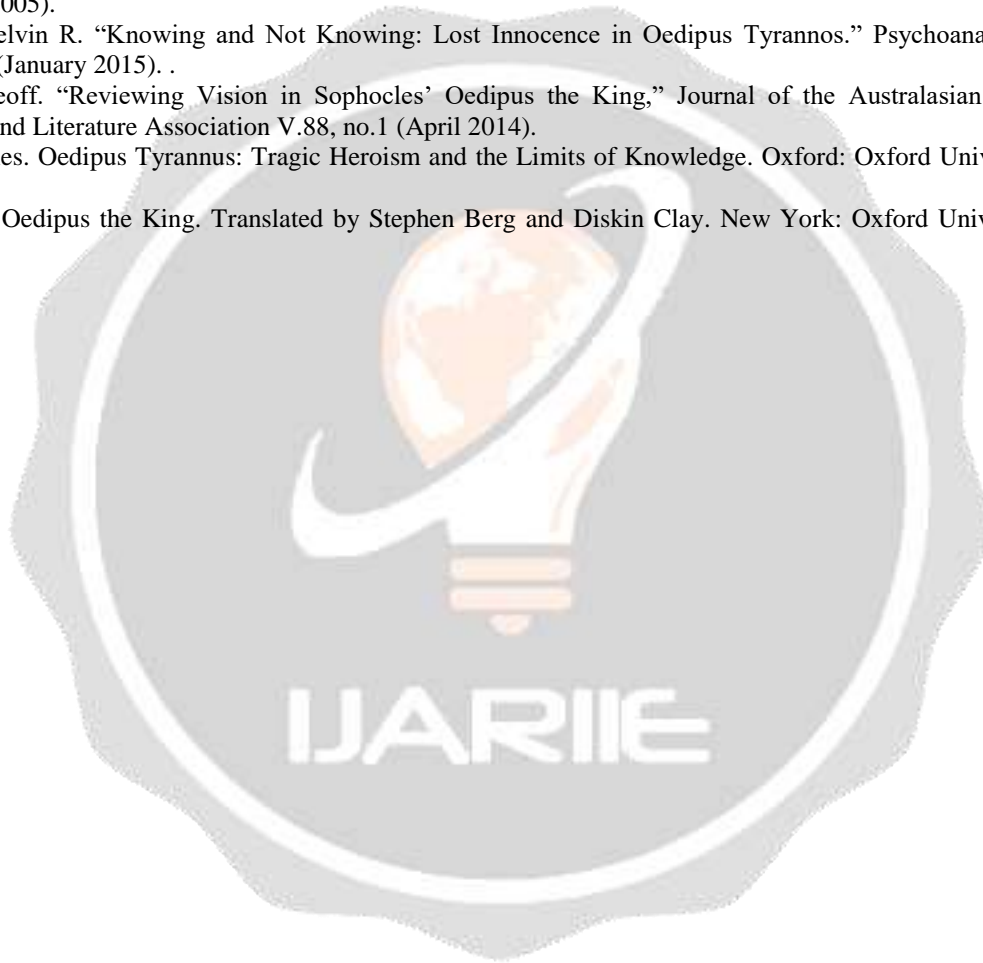 005).
elvin R. “Knowing and Not Knowing: Lost Innocence in Oedipus Tyrannos.” Psychoana
(January 2015). .
eoff. “Reviewing Vision in Sophocles’ Oedipus the King,” Journal of the Australasian
nd Literature Association V.88, no.1 (April 2014).
es. Oedipus Tyrannus: Tragic Heroism and the Limits of Knowledge. Oxford: Oxford Univ
Oedipus the King. Translated by Stephen Berg and Diskin Clay. New York: Oxford Univ
IJARIIE